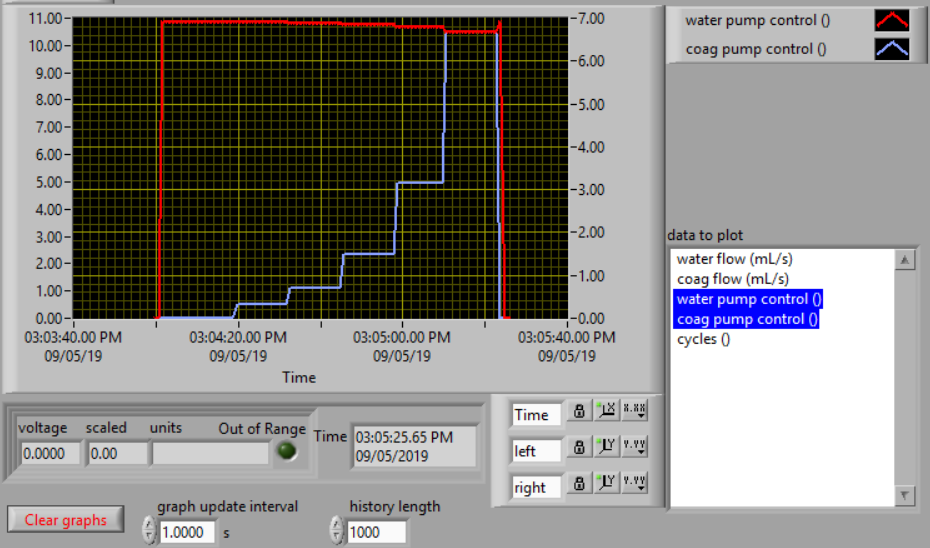 11.00
10.00
9.00
8.00
7.00
6.00
5.00
4.00
3.00
2.00
1.00
0.00
7.00
6.00
5.00
4.00
3.00
2.00
1.00
0.00
03:03:40.00 PM
09/05/19
03:04:20.00 PM
09/05/19
03:05:00.00 PM
09/05/19
03:05:40.00 PM
09/05/19
Time
water pump control ()
coag pump control ()
data to plot
water flow (mL/s)
coag flow (mL/s)
water pump control ()
coag pump control ()
cycles ()
voltage scaled units Out of Range
0.0000 0.00
Time
03:05:25.65 PM
09/05/2019
Time X X.XX
left Y Y.YY
right Y Y.YY
Clear graphs
graph update interval
1.0000 s
history length
1000